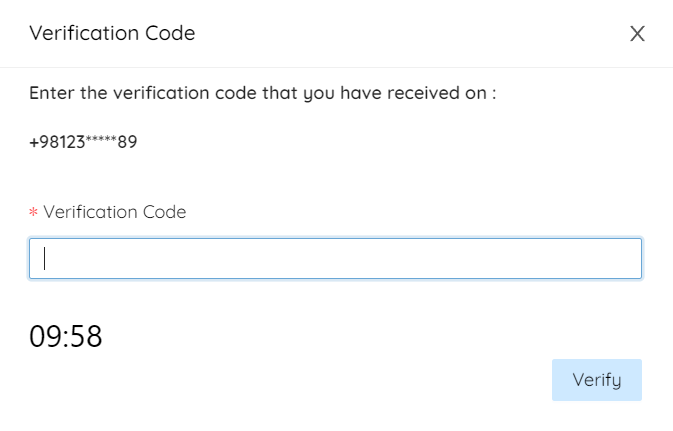 Verification Code
X
Enter the verification code that you have received on :
+98123*****89
* Verification Code
09:58
Verify